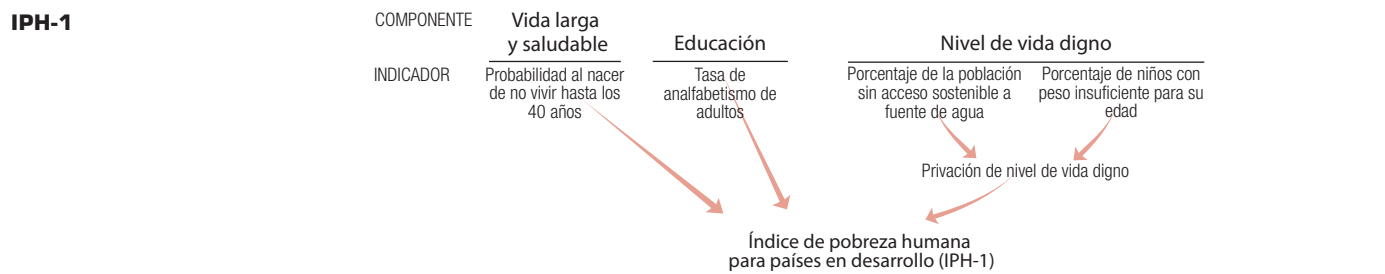 IPH-1
COMPONENTE
Vida larga
y saludable
Educación
Nivel de vida digno
INDICADOR
Probabilidad al nacer
de no vivir hasta los
40 años
Tasa de
analfabetismo de
adultos
Porcentaje de la población
sin acceso sostenible a
fuente de agua
Porcentaje de niños con
peso insuficiente para su
edad
Privación de nivel de vida digno
Índice de pobreza humana
para países en desarrollo (IPH-1)